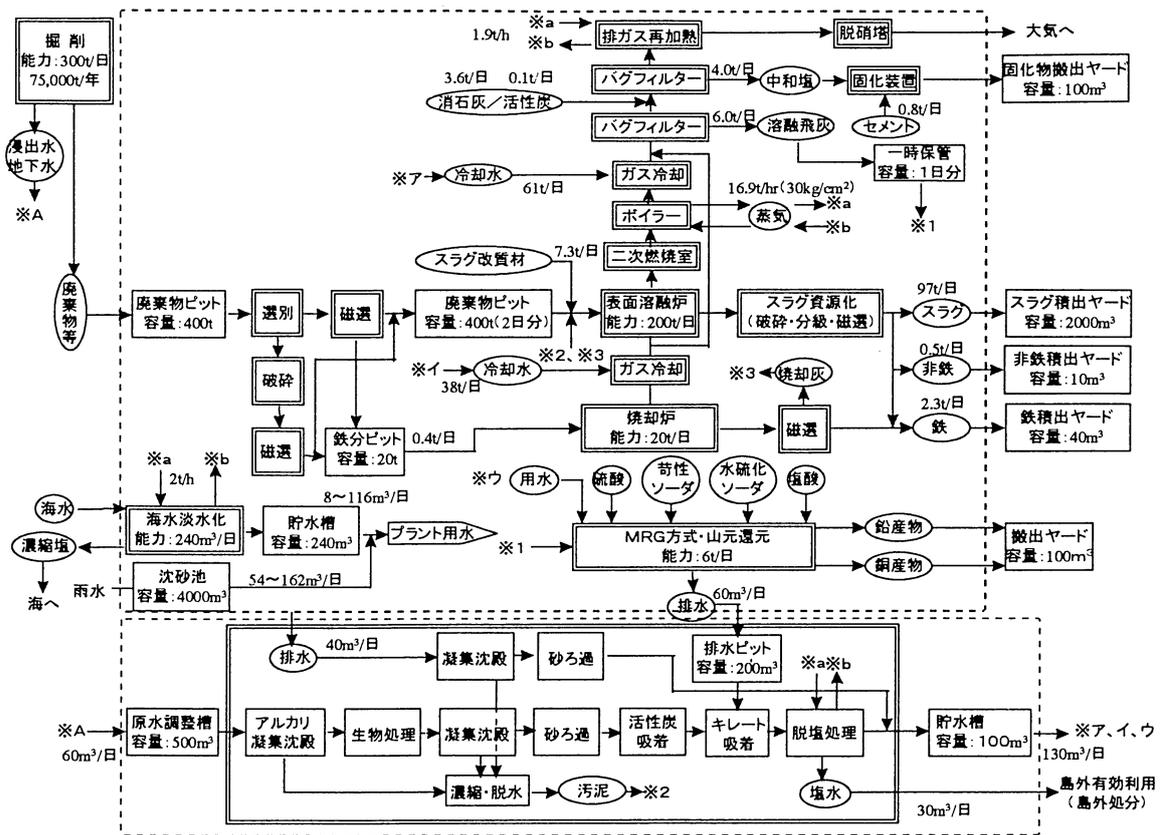 掘 削
能力：300t/日
75,000t/年
浸出水
地下水
※A
廃棄物等
※a
1.9t/h
※b
排ガス再加熱
脱硝塔
大気へ
3.6t/日 0.1t/日
消石灰／活性炭
バグフィルター
4.0t/日
中和塩
固化装置
固化物搬出ヤード
容量：100m³
バグフィルター
6.0t/日
溶融飛灰
セメント
0.8t/日
一時保管
容量：1日分
※1
※ア
冷却水
61t/日
ガス冷却
16.9t/hr（30kg/cm²）
ボイラー
蒸気
※a
※b
スラグ改質材
7.3t/日
二次燃焼室
廃棄物ピット
容量：400t
選別
磁選
廃棄物ピット
容量：400t（2日分）
表面溶融炉
能力：200t/日
スラグ資源化
（破砕・分級・磁選）
97t/日
スラグ
スラグ積出ヤード
容量：2000m³
※2、※3
破砕
※イ
冷却水
38t/日
ガス冷却
※3
焼却灰
0.5t/日
非鉄
非鉄積出ヤード
容量：10m³
磁選
鉄分ピット
容量：20t
0.4t/日
焼却炉
能力：20t/日
磁選
2.3t/日
鉄
鉄積出ヤード
容量：40m³
※a
※b
2t/h
海水
海水淡水化
能力：240m³/日
8～116m³/日
貯水槽
容量：240m³
プラント用水
濃縮塩
海へ
雨水
沈砂池
容量：4000m³
54～162m³/日
※ウ
用水
硫酸
苛性
ソーダ
水硫化
ソーダ
塩酸
※1
MRG方式・山元還元
能力：6t/日
鉛産物
銅産物
搬出ヤード
容量：100m³
排水
60m³/日
排水
40m³/日
凝集沈殿
砂ろ過
排水ピット
容量：200m³
※a※b
※A
60m³/日
原水調整槽
容量：500m³
アルカリ
凝集沈殿
生物処理
凝集沈殿
砂ろ過
活性炭
吸着
キレート
吸着
脱塩処理
貯水槽
容量：100m³
※ア、イ、ウ
130m³/日
濃縮・脱水
汚泥
※2
塩水
30m³/日
島外有効利用
（島外処分）